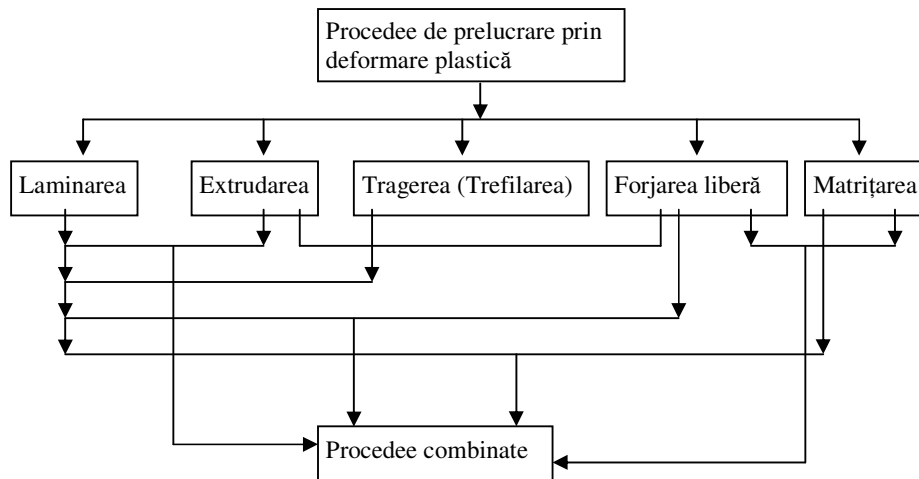 Procedee de prelucrare prin
deformare plastică
Laminarea
Extrudarea
Tragerea (Trefilarea)
Forjarea liberă
Matrițarea
Procedee combinate